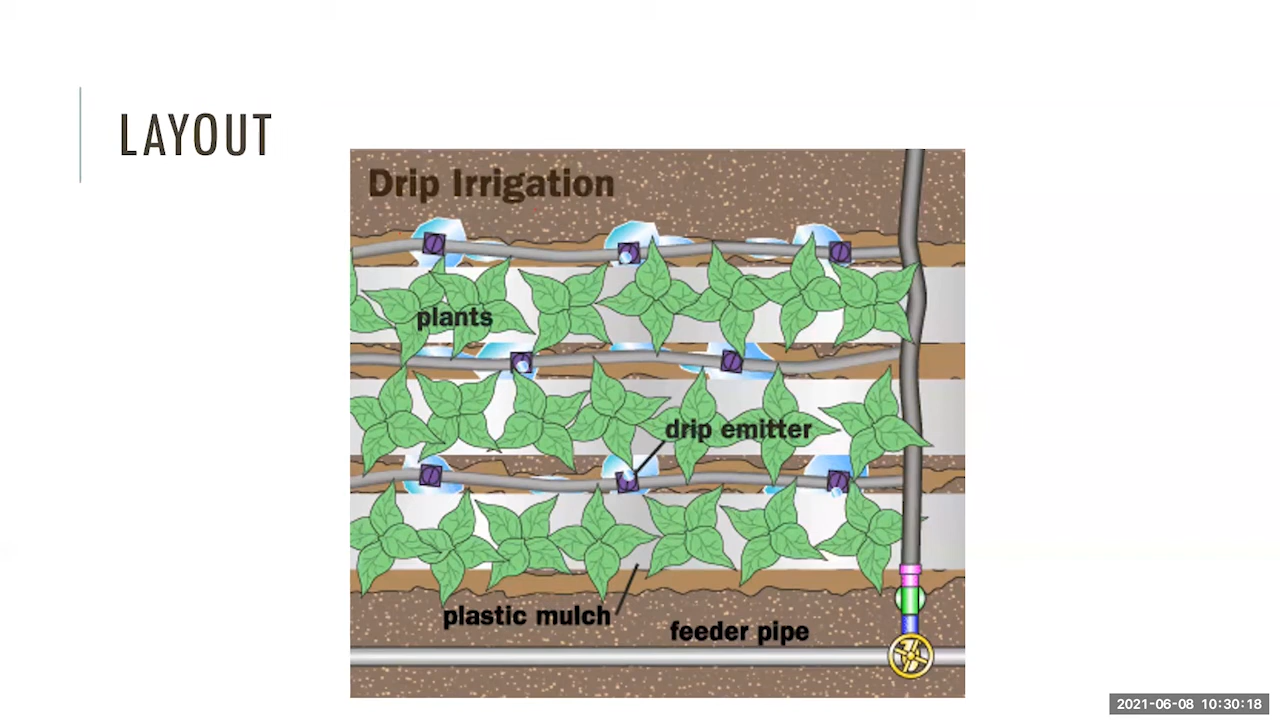 LAYOUT
Drip Irrigation
plants
drip emitter
plastic mulch
feeder pipe
2021-06-08 10:30:18